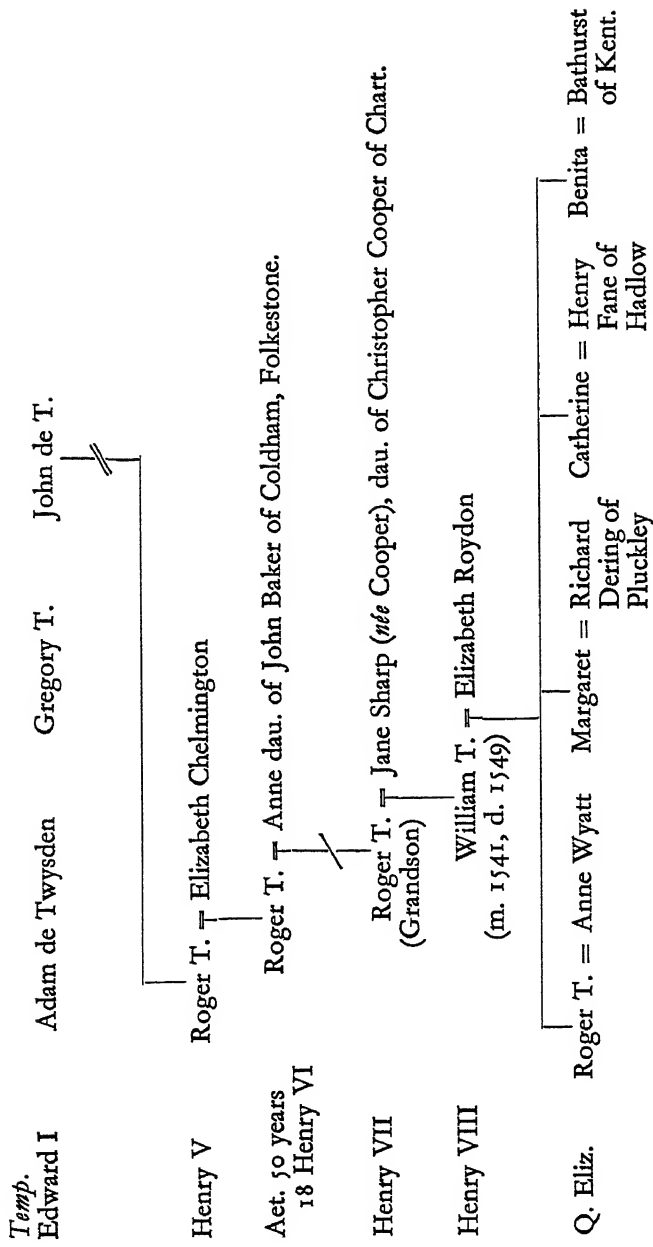 Temp.
Edward I Adam de Twysden Gregory T. John de T.
Henry V Roger T. = Elizabeth Chelmington
Aet. 50 years
18 Henry VI Roger T. = Anne dau. of John Baker of Coldham, Folkestone.
Henry VII Roger T. = Jane Sharp (née Cooper), dau. of Christopher Cooper of Chart.
(Grandson)
Henry VIII William T. = Elizabeth Roydon
(m. 1541, d. 1549)
Q. Eliz. Roger T. = Anne Wyatt Margaret = Richard Catherine = Henry Benita = Bathurst
Dering of Fane of of Kent.
Pluckley Hadlow